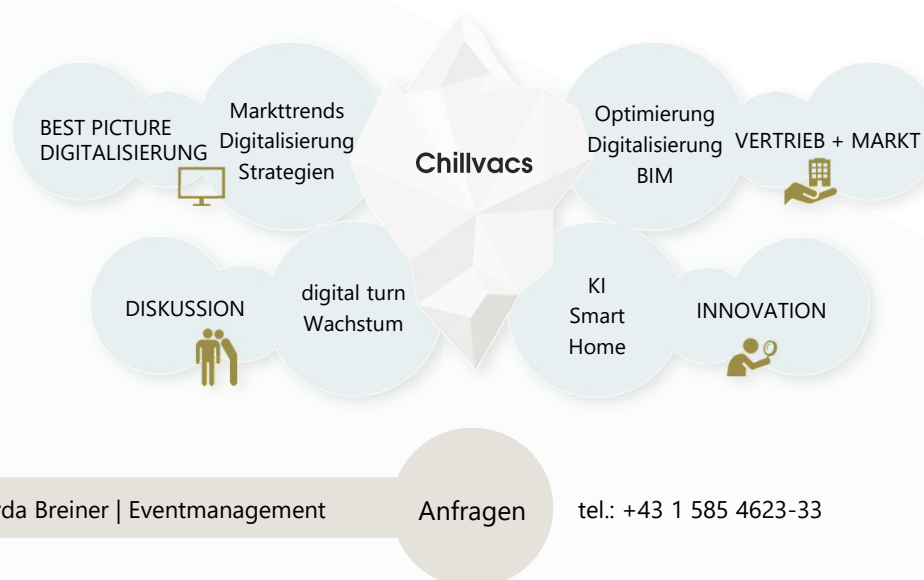 BEST PICTURE
DIGITALISIERUNG
Markttrends
Digitalisierung
Strategien
Chillvacs
Optimierung
Digitalisierung
BIM
VERTRIEB + MARKT
DISKUSSION
digital turn
Wachstum
KI
Smart
Home
INNOVATION
Breiner | Eventmanagement
Anfragen
tel.: +43 1 585 4623-33